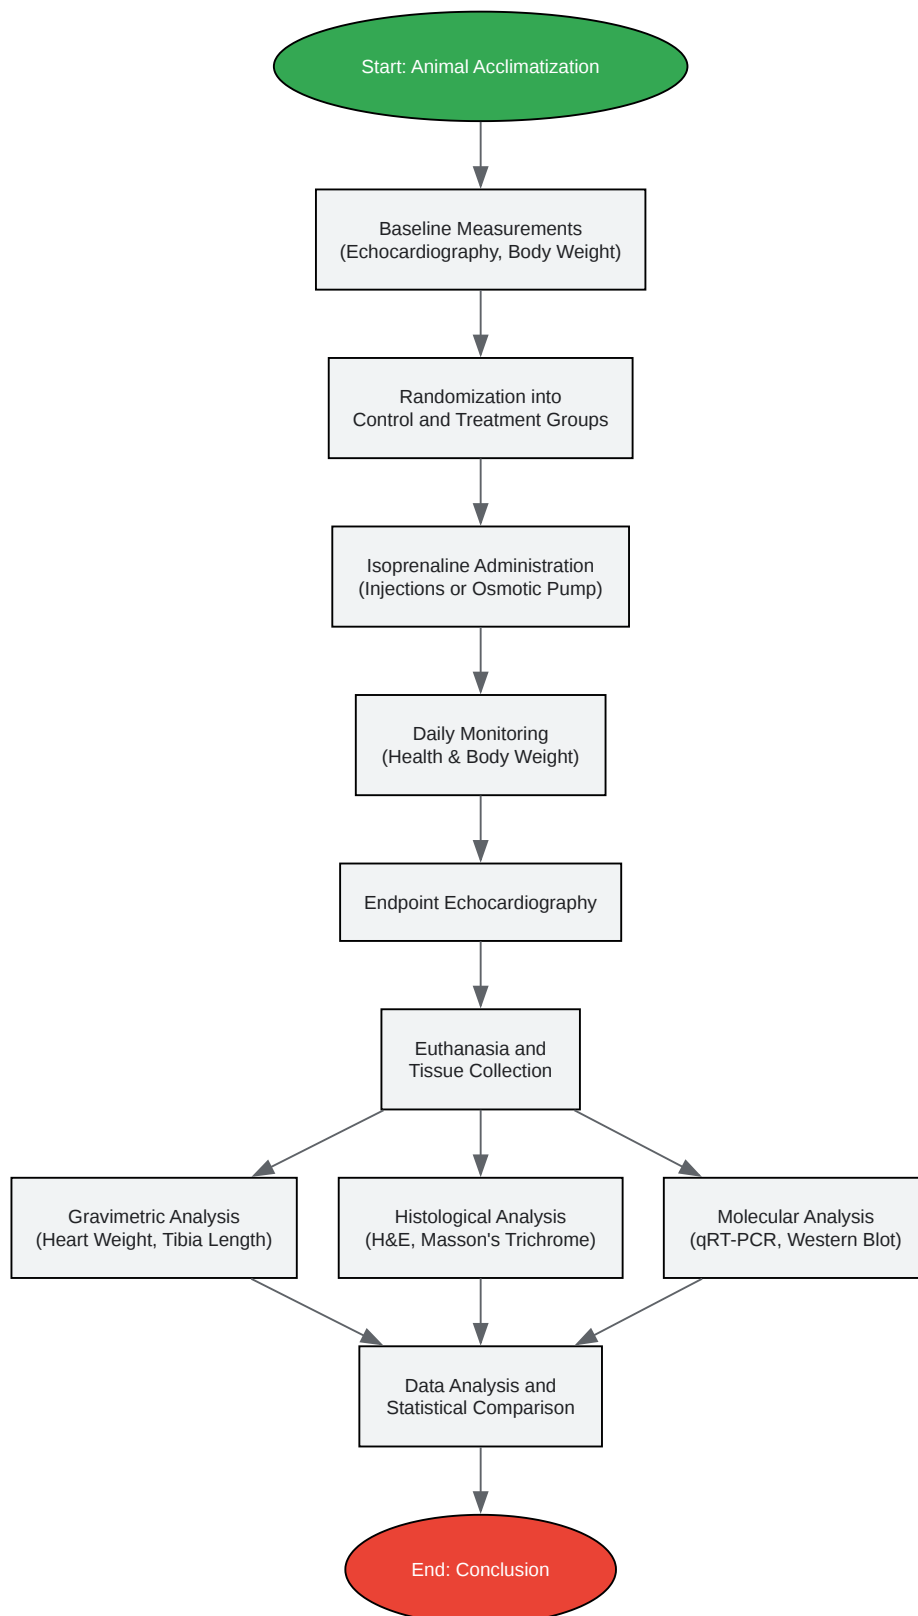 Start: Animal Acclimatization
Baseline Measurements
(Echocardiography, Body Weight)
Randomization into
Control and Treatment Groups
Isoprenaline Administration
(Injections or Osmotic Pump)
Daily Monitoring
(Health & Body Weight)
Endpoint Echocardiography
Euthanasia and
Tissue Collection
Gravimetric Analysis
(Heart Weight, Tibia Length)
Histological Analysis
(H&E, Masson's Trichrome)
Molecular Analysis
(qRT-PCR, Western Blot)
Data Analysis and
Statistical Comparison
End: Conclusion